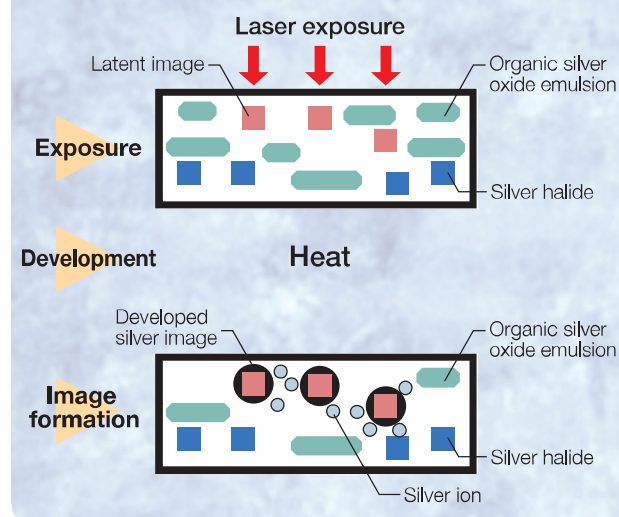 Laser exposure
Latent image
Organic silver
oxide emulsion
Exposure
Silver halide
Development
Heat
Developed
silver image
Organic silver
oxide emulsion
Image
formation
Silver halide
Silver ion